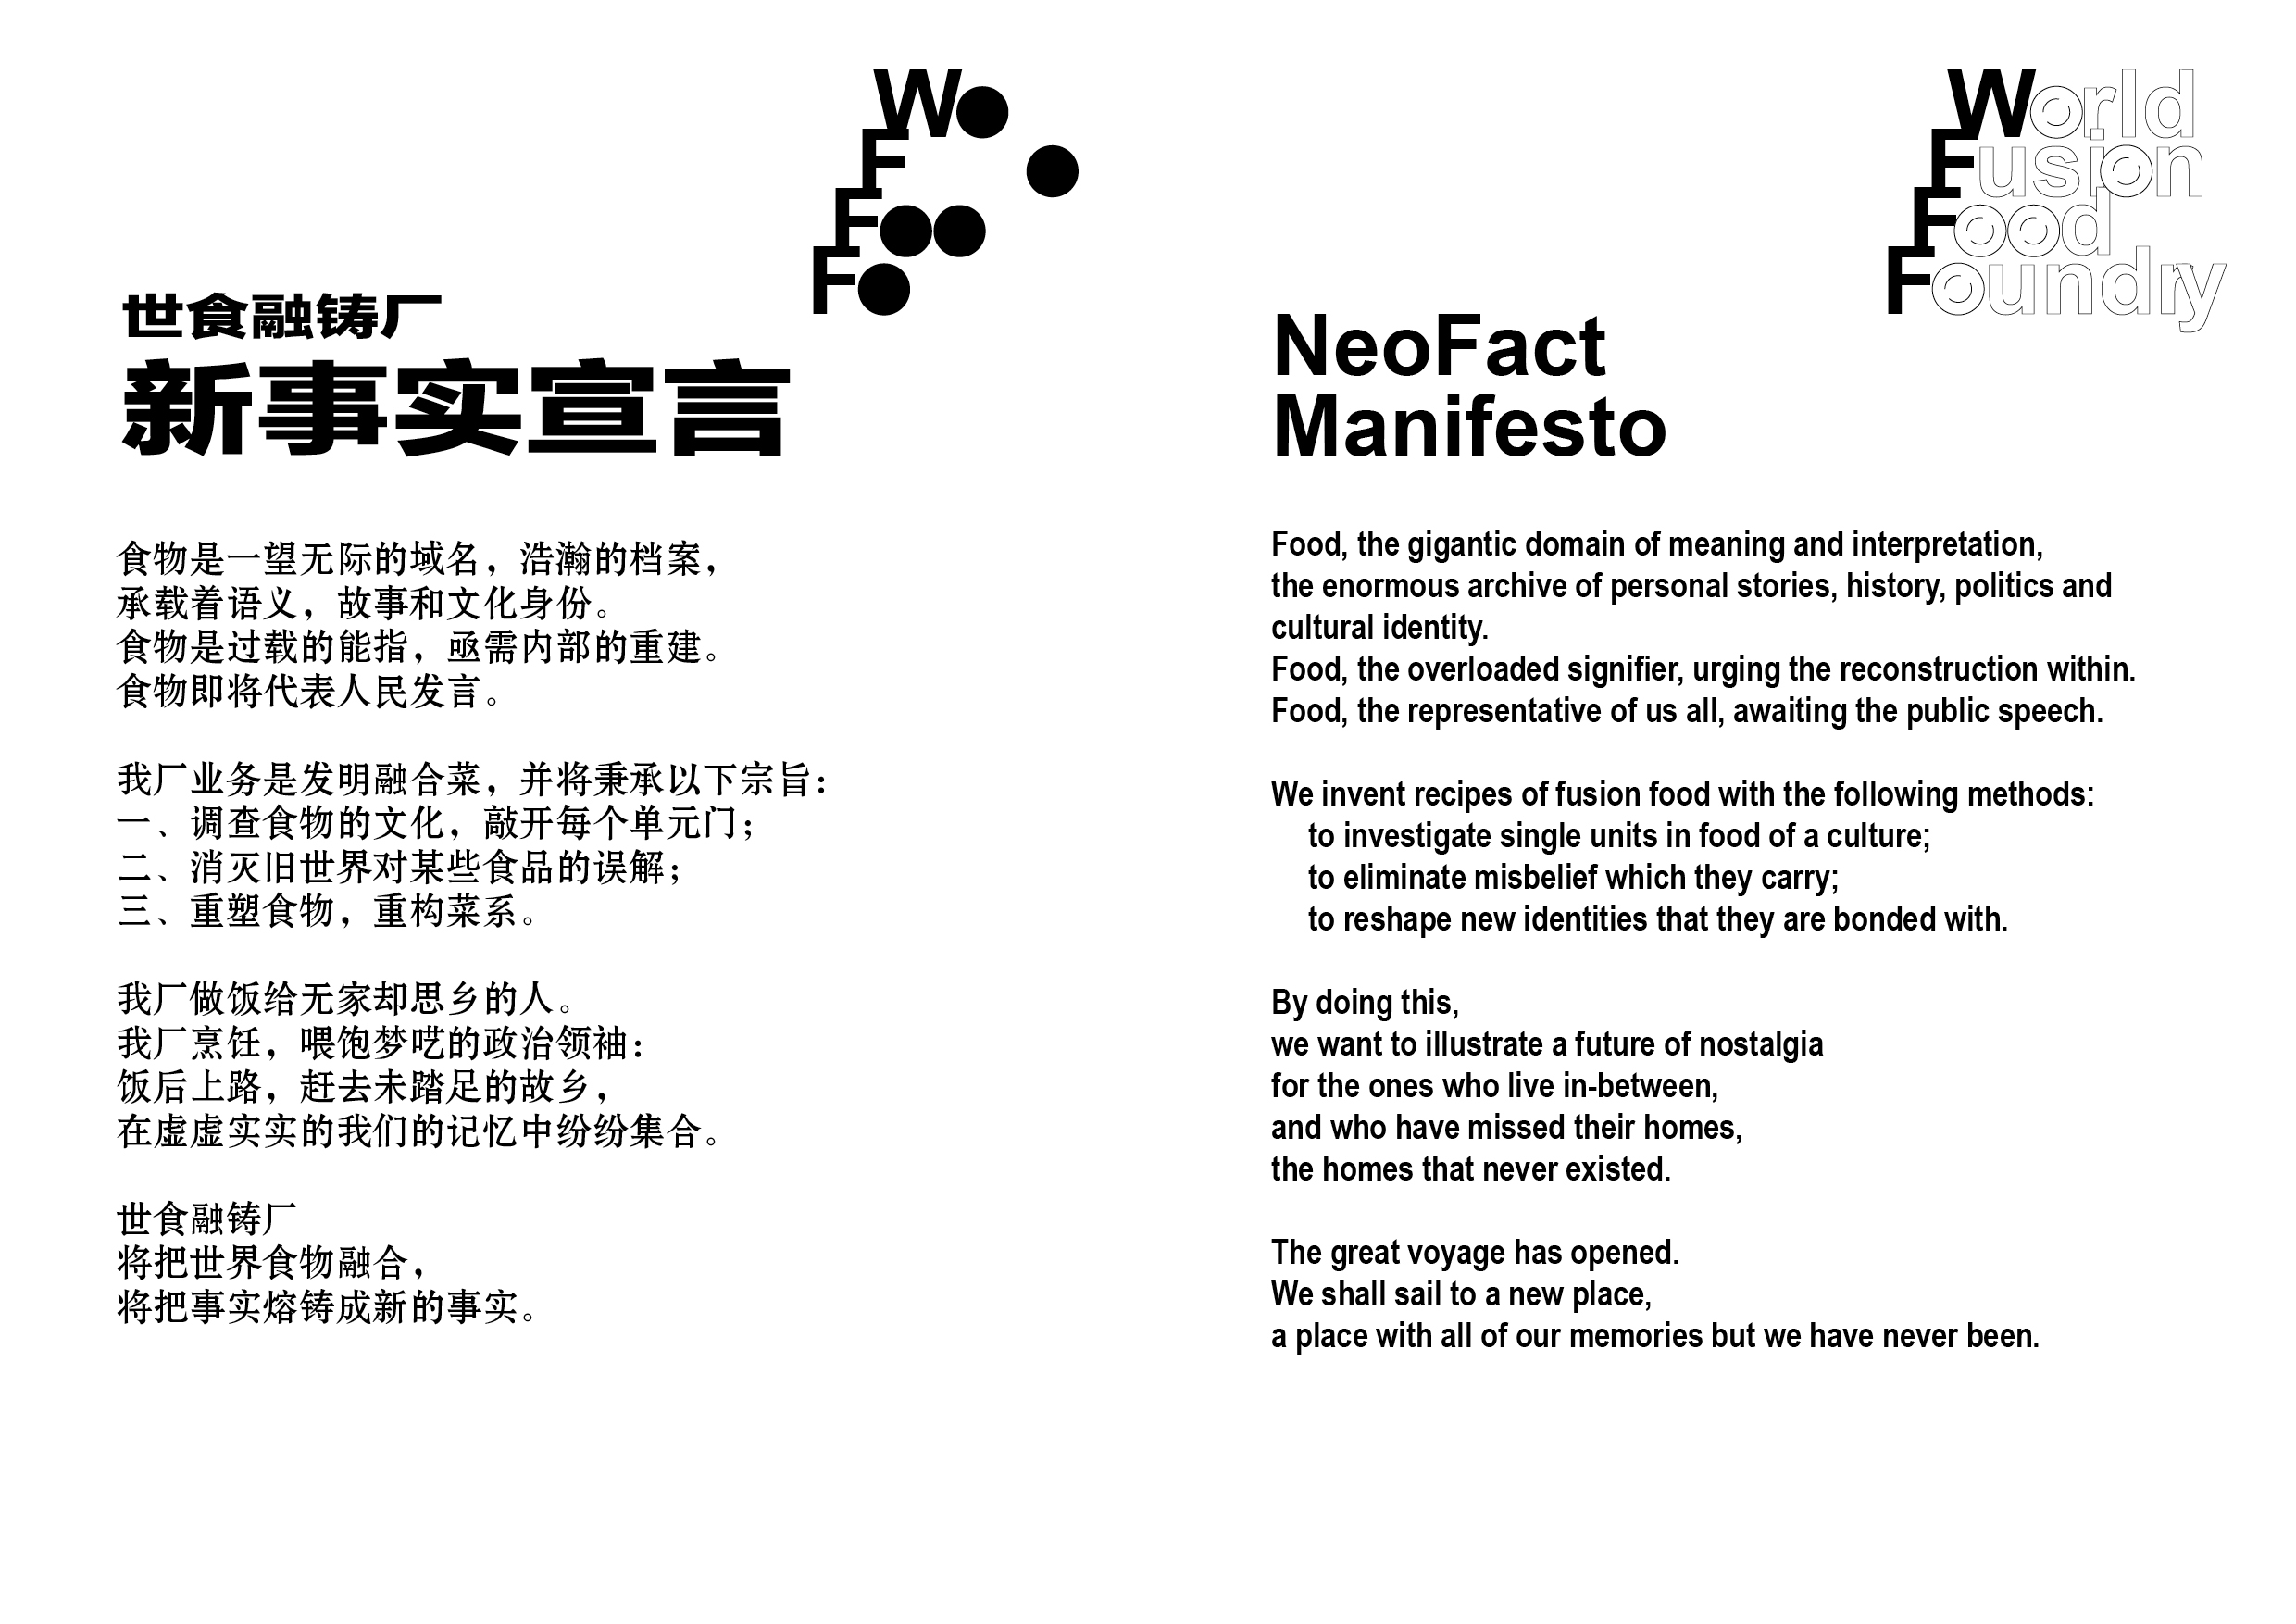 Wo
F
Foo
Fo
世食融铸厂
新事实宣言
食物是一望无际的域名，浩瀚的档案，
承载着语义，故事和文化身份。
食物是过载的能指，亟需内部的重建。
食物即将代表人民发言。
我厂业务是发明融合菜，并将秉承以下宗旨：
一、调查食物的文化，敲开每个单元门；
二、消灭旧世界对某些食品的误解；
三、重塑食物，重构菜系。
我厂做饭给无家却思乡的人。
我厂烹饪，喂饱梦呓的政治领袖：
饭后上路，赶去未踏足的故乡，
在虚虚实实的我们的记忆中纷纷集合。
世食融铸厂
将把世界食物融合，
将把事实熔铸成新的事实。
World
Fusion
Food
Foundry
NeoFact
Manifesto
Food, the gigantic domain of meaning and interpretation,
the enormous archive of personal stories, history, politics and
cultural identity.
Food, the overloaded signifier, urging the reconstruction within.
Food, the representative of us all, awaiting the public speech.
We invent recipes of fusion food with the following methods:
to investigate single units in food of a culture;
to eliminate misbelief which they carry;
to reshape new identities that they are bonded with.
By doing this,
we want to illustrate a future of nostalgia
for the ones who live in-between,
and who have missed their homes,
the homes that never existed.
The great voyage has opened.
We shall sail to a new place,
a place with all of our memories but we have never been.